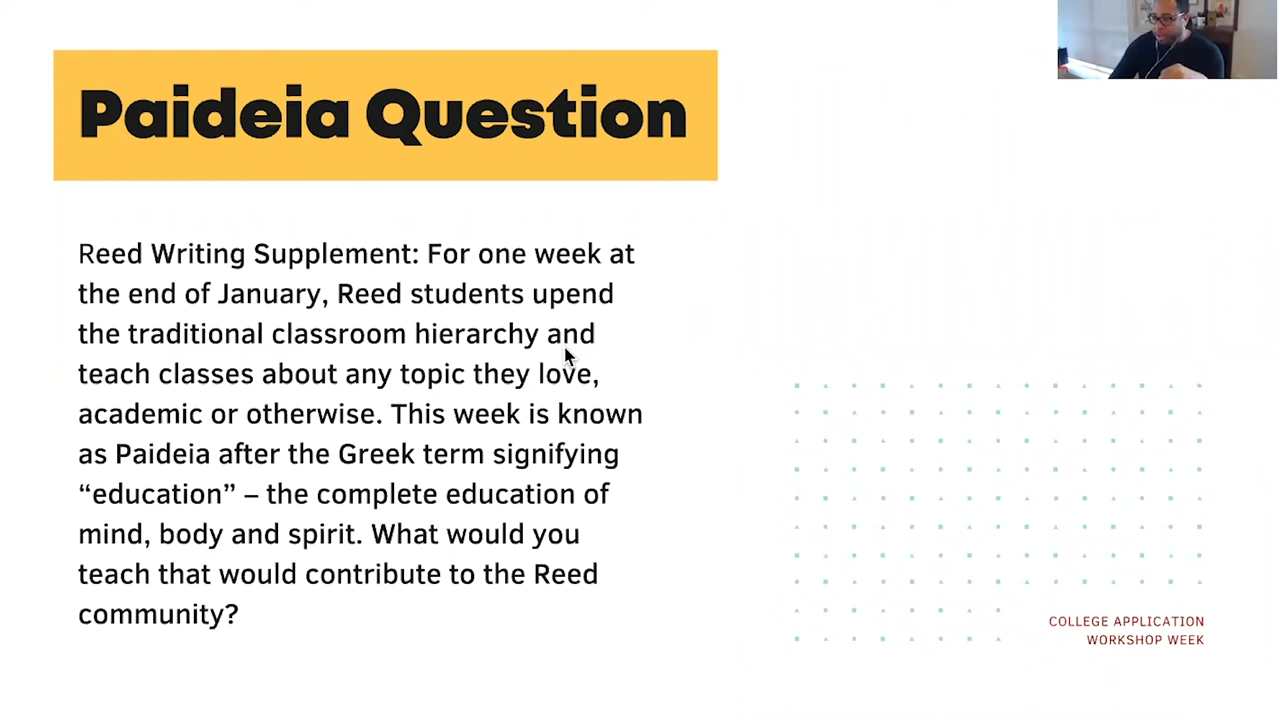 Paideia Question
Reed Writing Supplement: For one week at
the end of January, Reed students upend
the traditional classroom hierarchy and
teach classes about any topic they love,
academic or otherwise. This week is known
as Paideia after the Greek term signifying
“education” – the complete education of
mind, body and spirit. What would you
teach that would contribute to the Reed
community?
COLLEGE APPLICATION
WORKSHOP WEEK